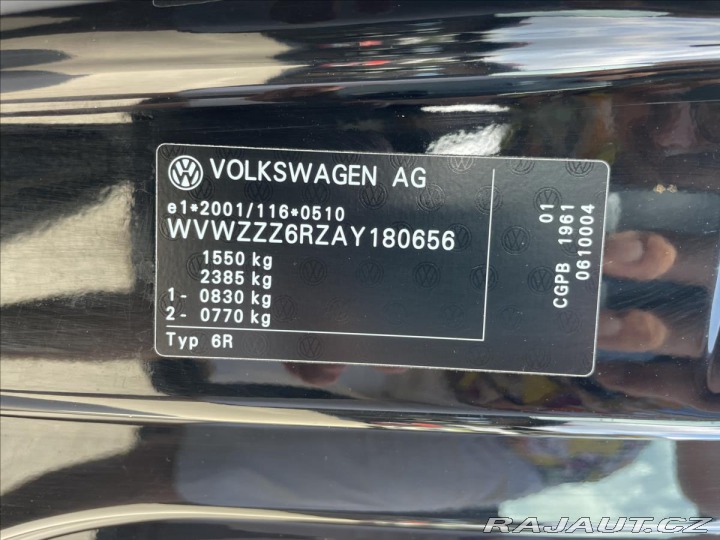 VOLKSWAGEN AG
e1*2001/116*0510
WVWZZZ6RZAY180656
1550 kg
2385 kg
1- 0830 kg
2- 0770 kg
Typ 6R
01
CGPB 1961
0610004
RAJAUT.CZ